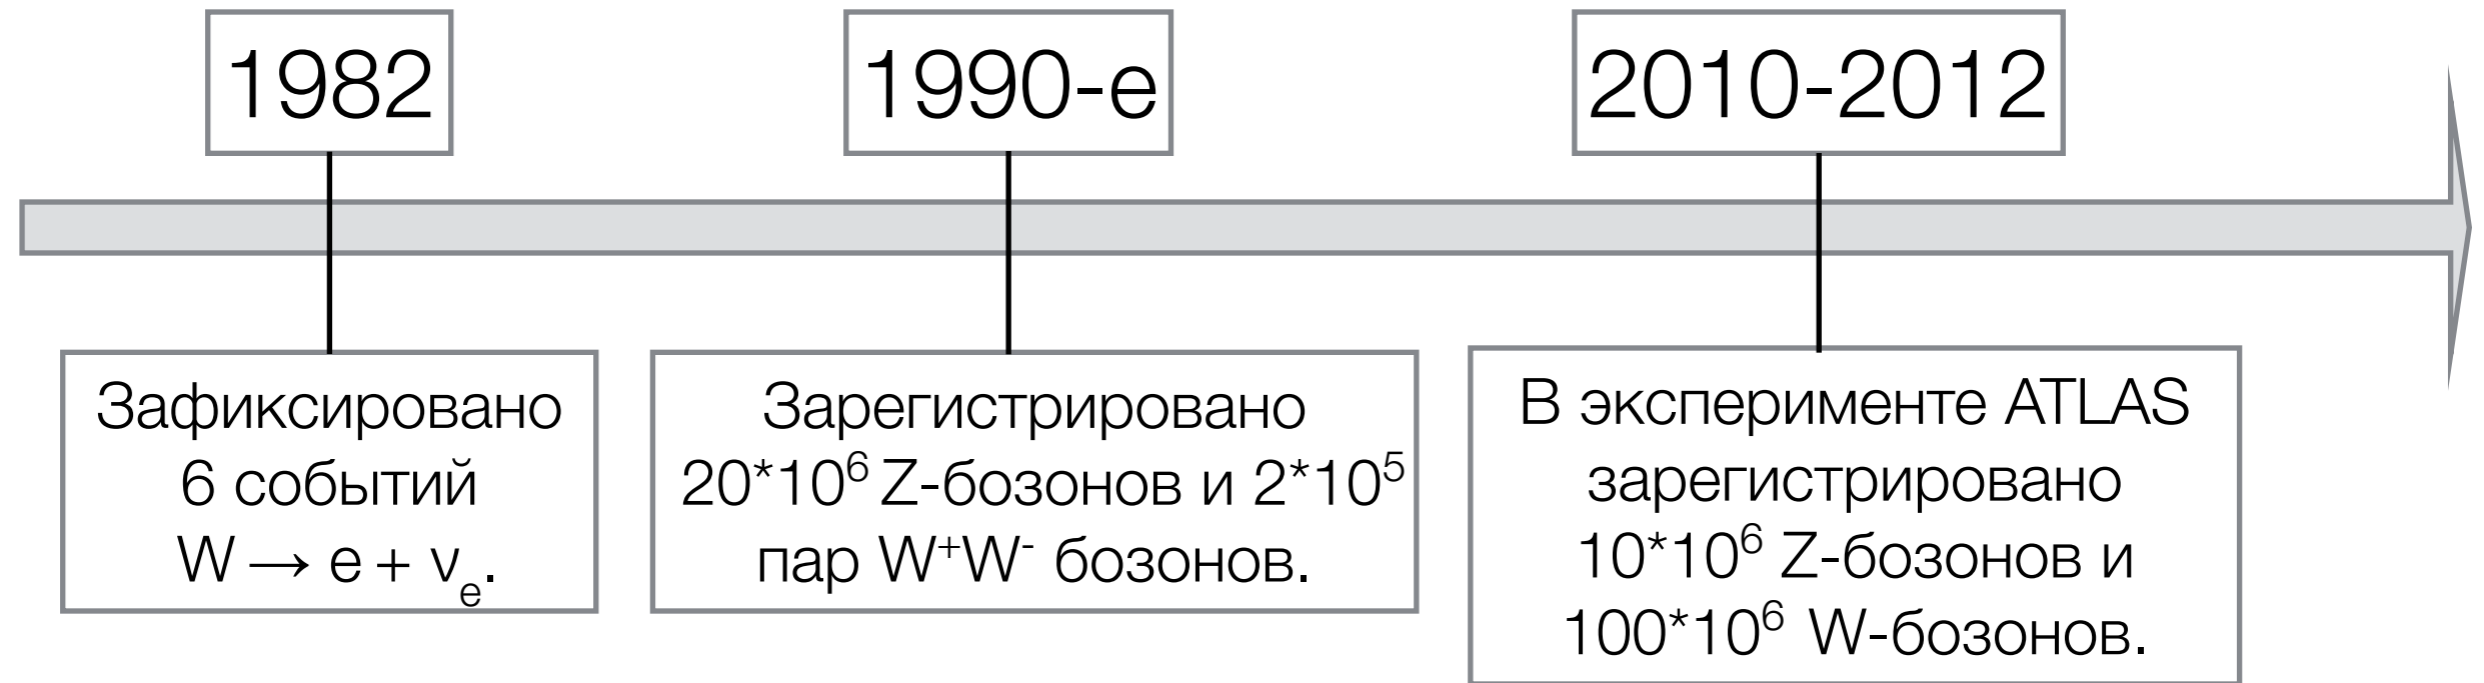 1982
1990-е
2010-2012
Зафиксировано
6 событий
W → e + νₑ.
Зарегистрировано
20*10⁶ Z-бозонов и 2*10⁵
пар W⁺W⁻ бозонов.
В эксперименте ATLAS
зарегистрировано
10*10⁶ Z-бозонов и
100*10⁶ W-бозонов.